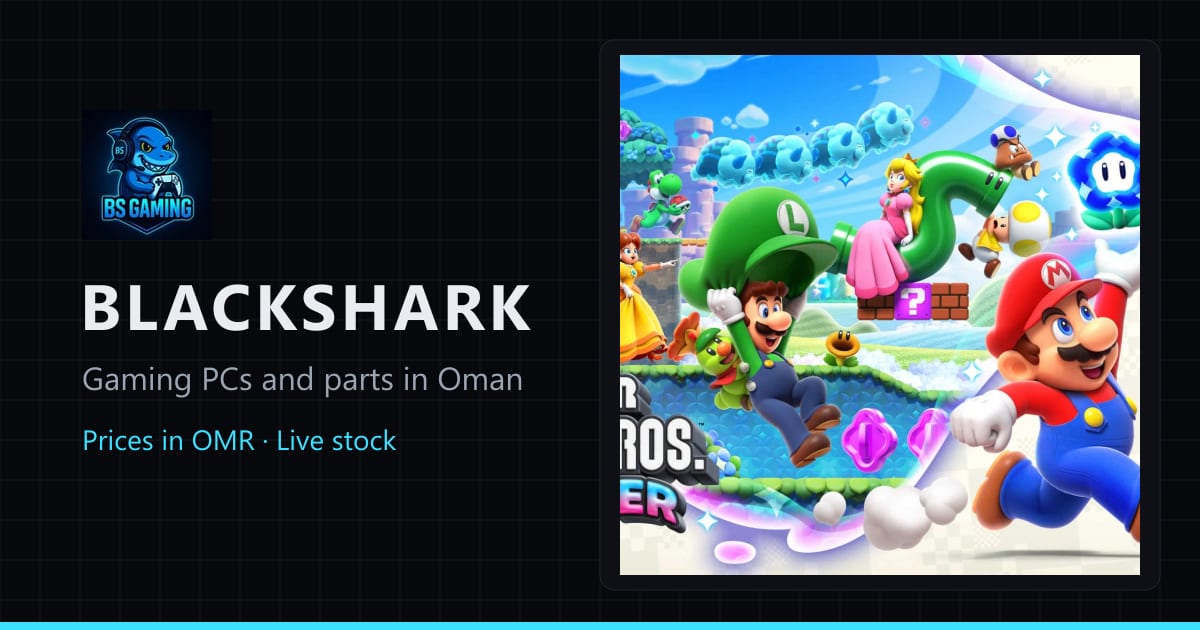 BS
BS GAMING
BLACKSHARK
Gaming PCs and parts in Oman
Prices in OMR · Live stock
L
M
?
R
ROS.
ER